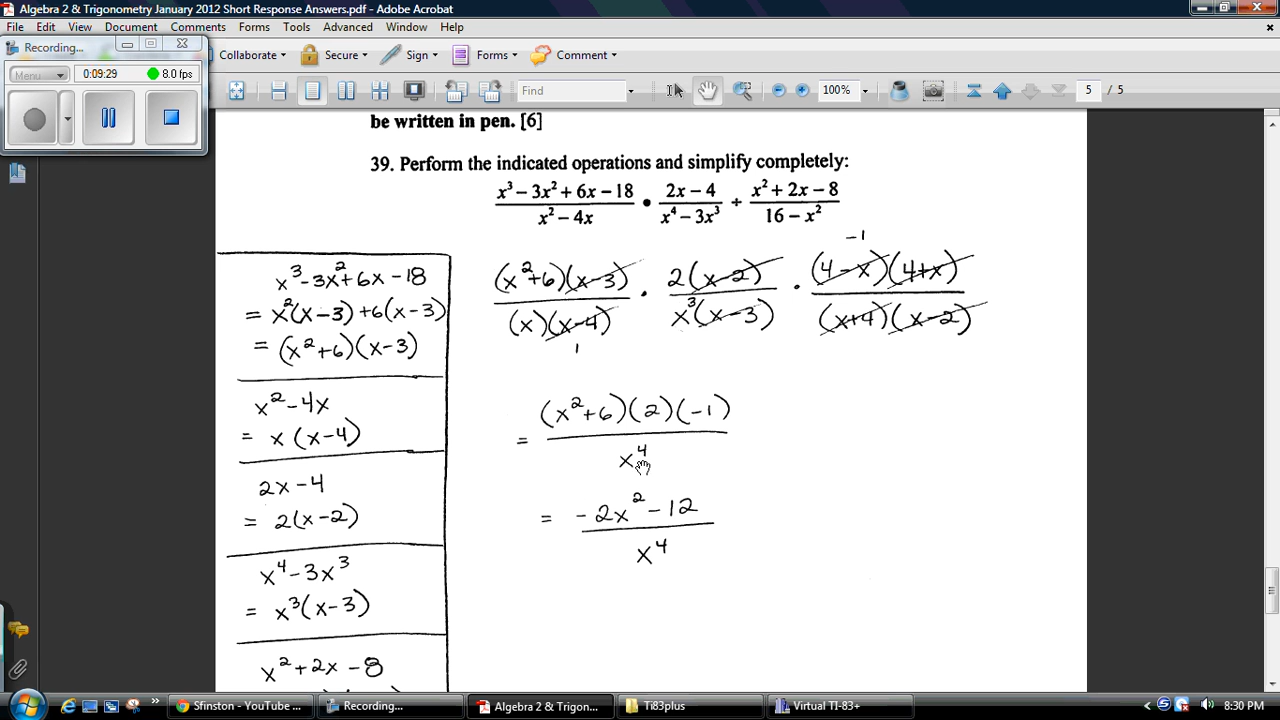 Algebra 2 & Trigonometry January 2012 Short Response Answers.pdf - Adobe Acrobat
File Edit View Document Comments Forms Tools Advanced Window Help
Recording...
Menu 0:09:29 8.0 fps
Collaborate Secure Sign Forms Comment
Find 100% 5 / 5
be written in pen. [6]
39. Perform the indicated operations and simplify completely:
x³ − 3x² + 6x − 18 / x² − 4x • 2x − 4 / x⁴ − 3x³ ÷ x² + 2x − 8 / 16 − x²
-1
(x²+6)(x-3) / (x)(x-4) · 2(x-2) / x³(x-3) · (4-x)(4+x) / (x+4)(x-2)
1
= (x²+6)(2)(-1) / x⁴
= -2x²-12 / x⁴
x³-3x²+6x-18
= x²(x-3)+6(x-3)
= (x²+6)(x-3)
x²-4x
= x(x-4)
2x-4
= 2(x-2)
x⁴-3x³
= x³(x-3)
x²+2x-8
Sfinston - YouTube ... Recording... Algebra 2 & Trigon... Ti83plus Virtual TI-83+ 8:30 PM